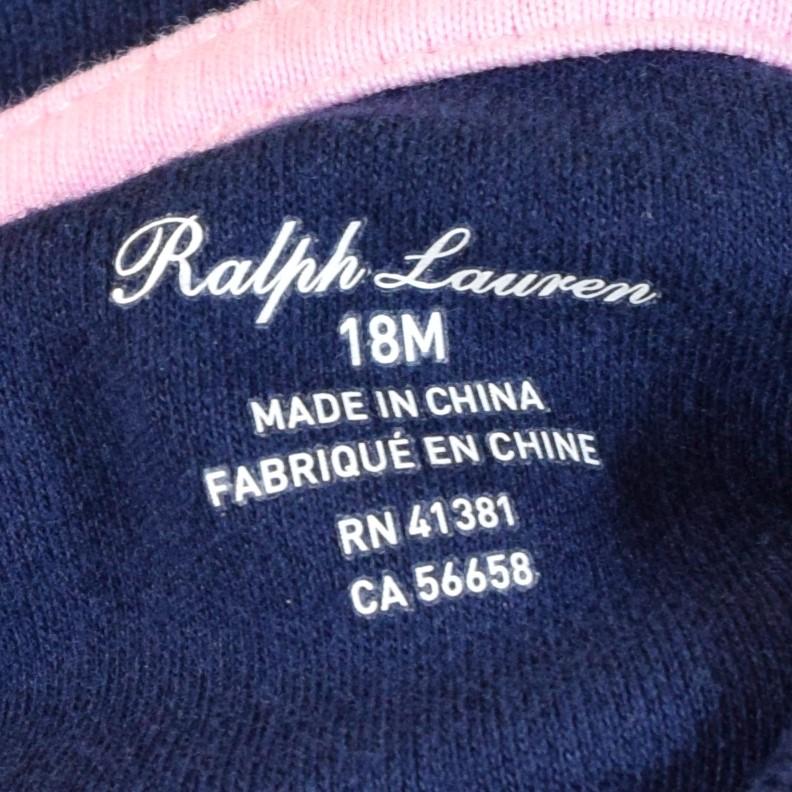 Ralph Lauren
18M
MADE IN CHINA
FABRIQUÉ EN CHINE
RN 41381
CA 56658